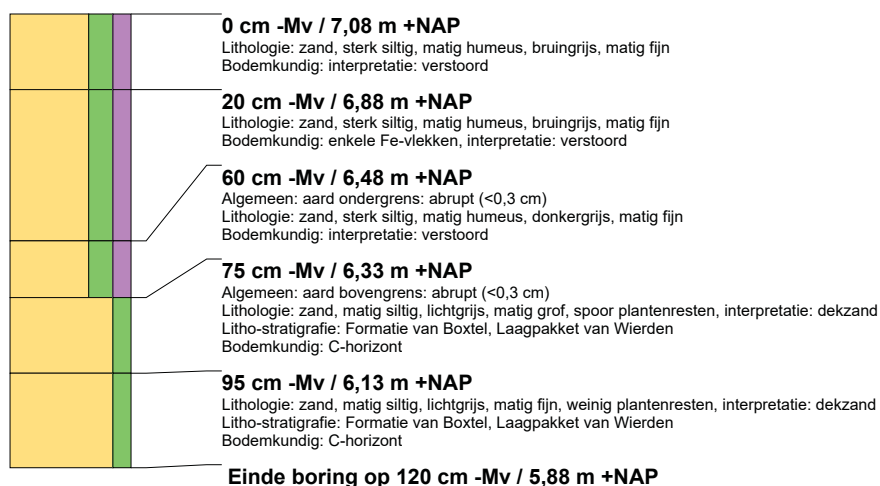 0 cm -Mv / 7,08 m +NAP
Lithologie: zand, sterk siltig, matig humeus, bruingrijs, matig fijn
Bodemkundig: interpretatie: verstoord
20 cm -Mv / 6,88 m +NAP
Lithologie: zand, sterk siltig, matig humeus, bruingrijs, matig fijn
Bodemkundig: enkele Fe-vlekken, interpretatie: verstoord
60 cm -Mv / 6,48 m +NAP
Algemeen: aard ondergrens: abrupt (<0,3 cm)
Lithologie: zand, sterk siltig, matig humeus, donkergrijs, matig fijn
Bodemkundig: interpretatie: verstoord
75 cm -Mv / 6,33 m +NAP
Algemeen: aard bovengrens: abrupt (<0,3 cm)
Lithologie: zand, matig siltig, lichtgrijs, matig grof, spoor plantenresten, interpretatie: dekzand
Litho-stratigrafie: Formatie van Boxtel, Laagpakket van Wierden
Bodemkundig: C-horizont
95 cm -Mv / 6,13 m +NAP
Lithologie: zand, matig siltig, lichtgrijs, matig fijn, weinig plantenresten, interpretatie: dekzand
Litho-stratigrafie: Formatie van Boxtel, Laagpakket van Wierden
Bodemkundig: C-horizont
Einde boring op 120 cm -Mv / 5,88 m +NAP